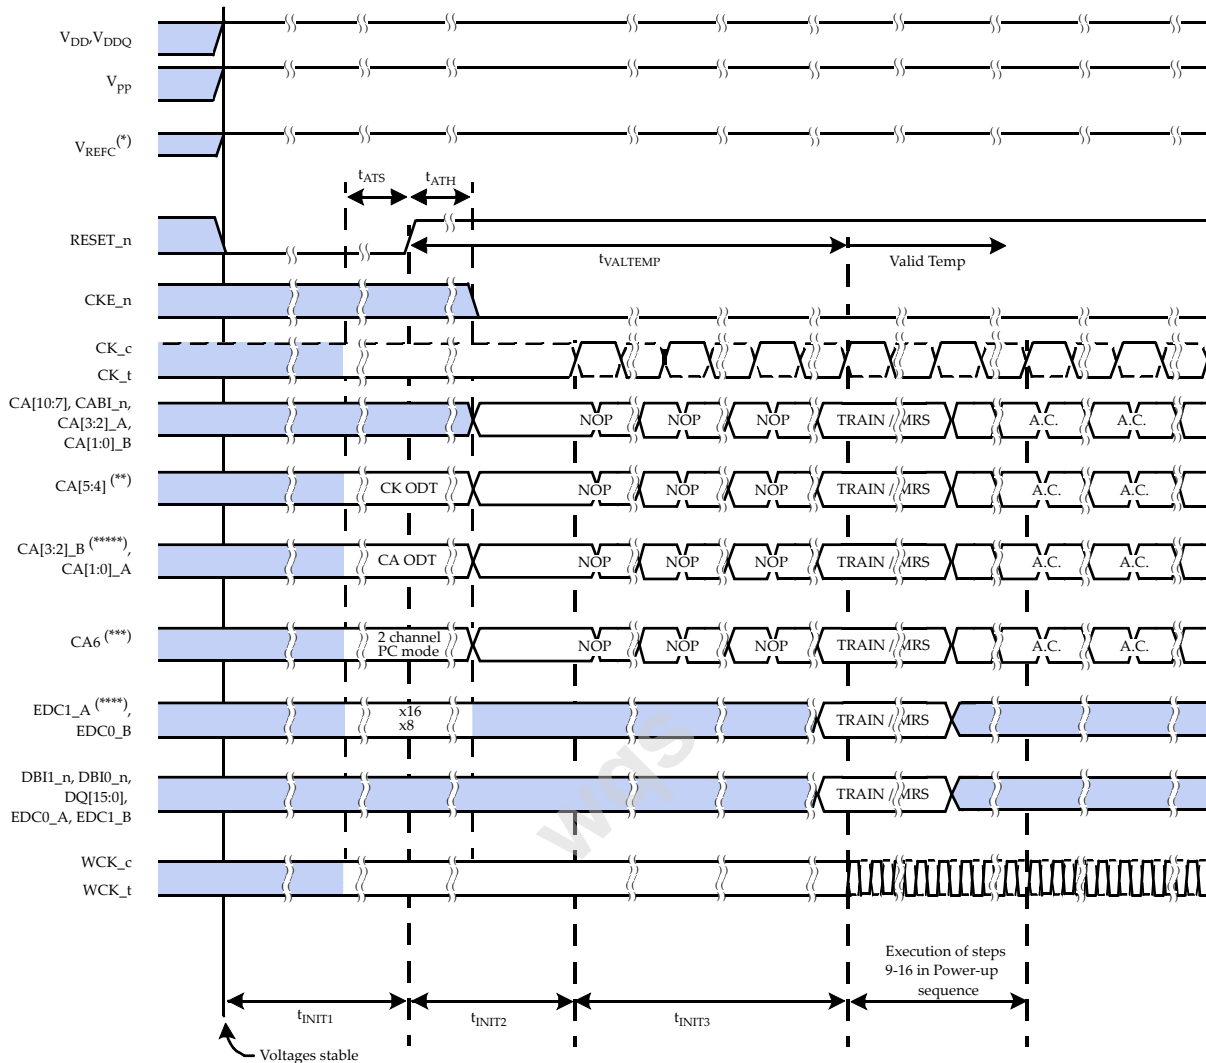 VDD,VDDQ
VPP
VREFC(*)
tATS
tATH
RESET_n
tVALTEMP
Valid Temp
CKE_n
CK_c
CK_t
CA[10:7], CABI_n,
CA[3:2]_A,
CA[1:0]_B
NOP NOP NOP TRAIN / MRS A.C. A.C.
CA[5:4] (**)
CK ODT NOP NOP NOP TRAIN / MRS A.C. A.C.
CA[3:2]_B (*****),
CA[1:0]_A
CA ODT NOP NOP NOP TRAIN / MRS A.C. A.C.
CA6 (***)
2 channel
PC mode
NOP NOP NOP TRAIN / MRS A.C. A.C.
EDC1_A (****),
EDC0_B
x16
x8
TRAIN / MRS
DBI1_n, DBI0_n,
DQ[15:0],
EDC0_A, EDC1_B
TRAIN / MRS
wqs
WCK_c
WCK_t
Execution of steps
9-16 in Power-up
sequence
tINIT1
tINIT2
tINIT3
Voltages stable